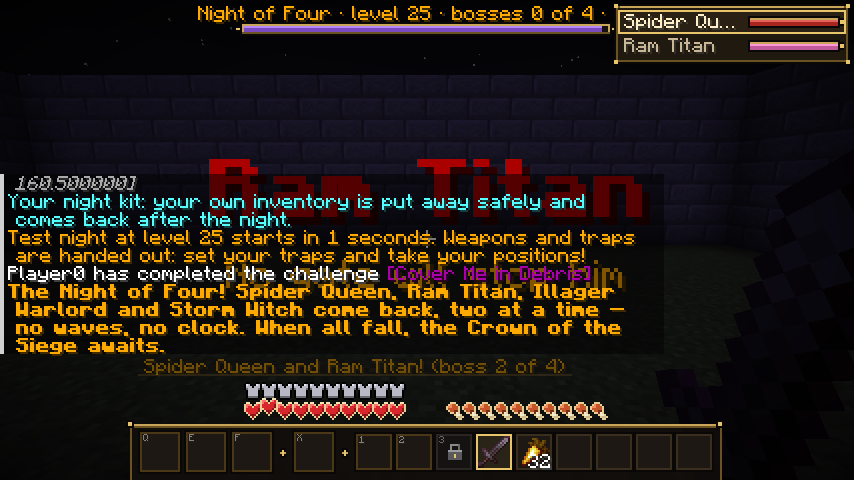 Night of Four · level 25 · bosses 0 of 4 ·
Spider Qu...
Ram Titan
Ram Titan
160.5000000]
Your night kit: your own inventory is put away safely and
comes back after the night.
Test night at level 25 starts in 1 seconds. Weapons and traps
are handed out: set your traps and take your positions!
Player0 has completed the challenge [Cover Me in Debris]
The Night of Four! Spider Queen, Ram Titan, Illager
Warlord and Storm Witch come back, two at a time —
no waves, no clock. When all fall, the Crown of the
Siege awaits.
Spider Queen and Ram Titan! (boss 2 of 4)
Q E F X 1 2 3
32